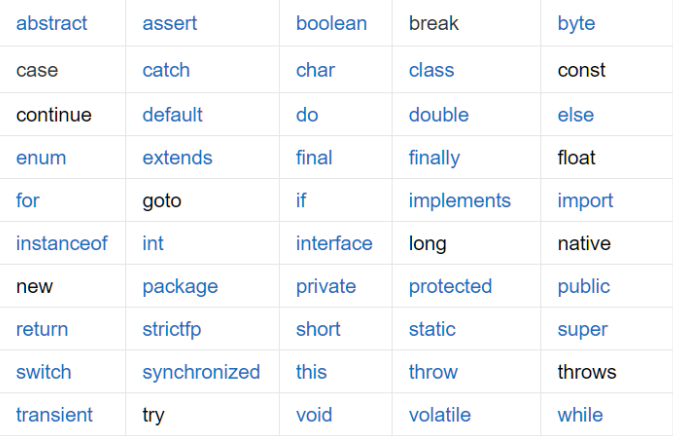 abstract assert boolean break byte
case catch char class const
continue default do double else
enum extends final finally float
for goto if implements import
instanceof int interface long native
new package private protected public
return strictfp short static super
switch synchronized this throw throws
transient try void volatile while